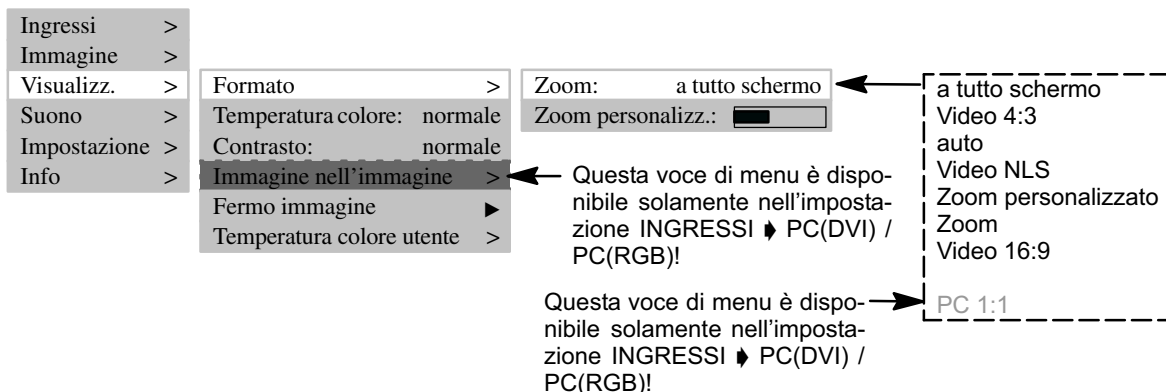 Ingressi >
Immagine >
Visualizz. >
Suono >
Impostazione >
Info >
Formato >
Temperatura colore: normale
Contrasto: normale
Immagine nell'immagine >
Fermo immagine ▶
Temperatura colore utente >
Zoom: a tutto schermo
Zoom personalizz.:
a tutto schermo
Video 4:3
auto
Video NLS
Zoom personalizzato
Zoom
Video 16:9
PC 1:1
Questa voce di menu è dispo-
nibile solamente nell'imposta-
zione INGRESSI ➧ PC(DVI) /
PC(RGB)!
Questa voce di menu è dispo-
nibile solamente nell'imposta-
zione INGRESSI ➧ PC(DVI) /
PC(RGB)!